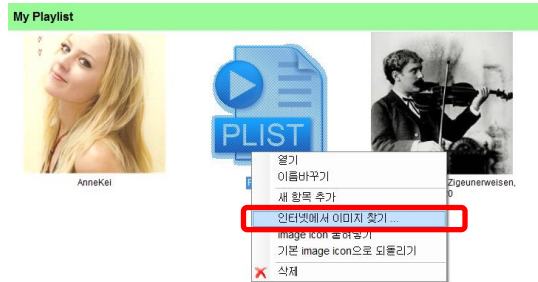 My Playlist
PLIST
AnneKei
Zigeunerweisen,
열기
이름바꾸기
새 항목 추가
인터넷에서 이미지 찾기 ...
image icon 붙여넣기
기본 image icon으로 되돌리기
삭제